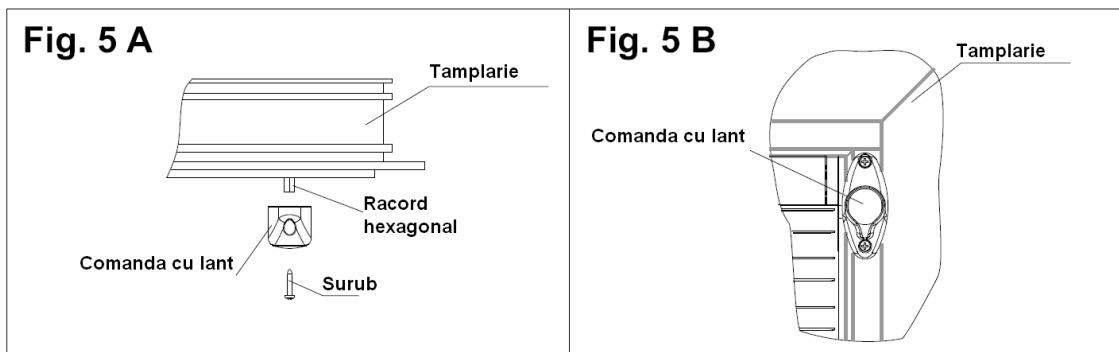 Fig. 5 A
Tamplarie
Racord
hexagonal
Comanda cu lant
Surub
Fig. 5 B
Tamplarie
Comanda cu lant